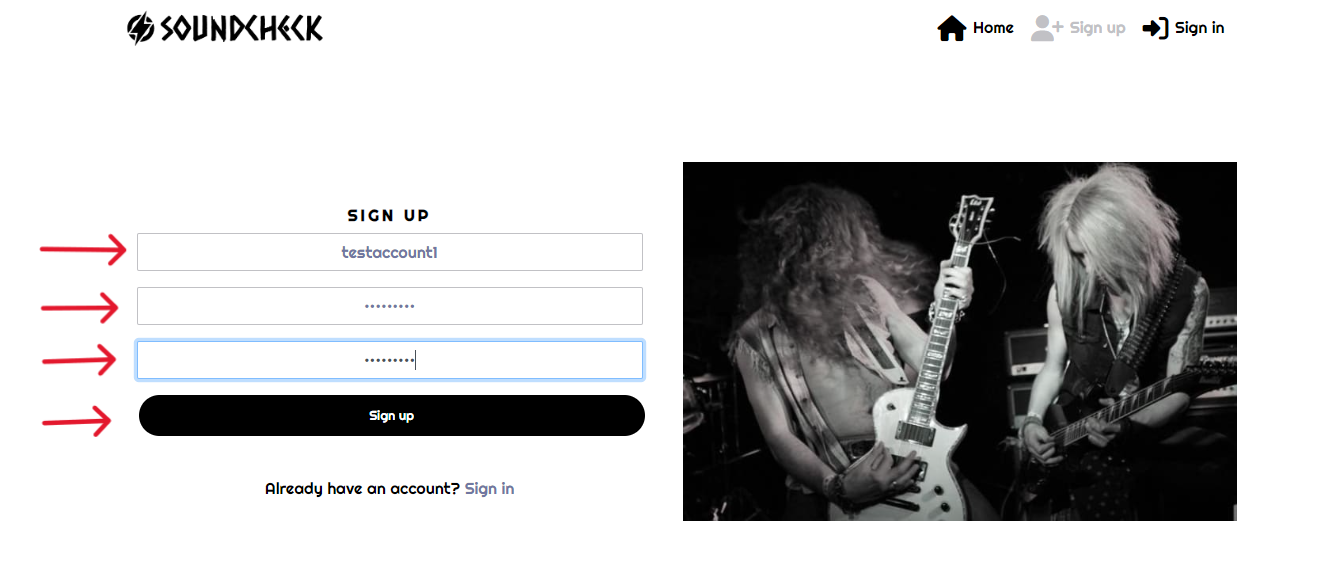 SOUNDCHECK
Home
Sign up
Sign in
SIGN UP
testaccount1
•••••••••
•••••••••
Sign up
Already have an account? Sign in